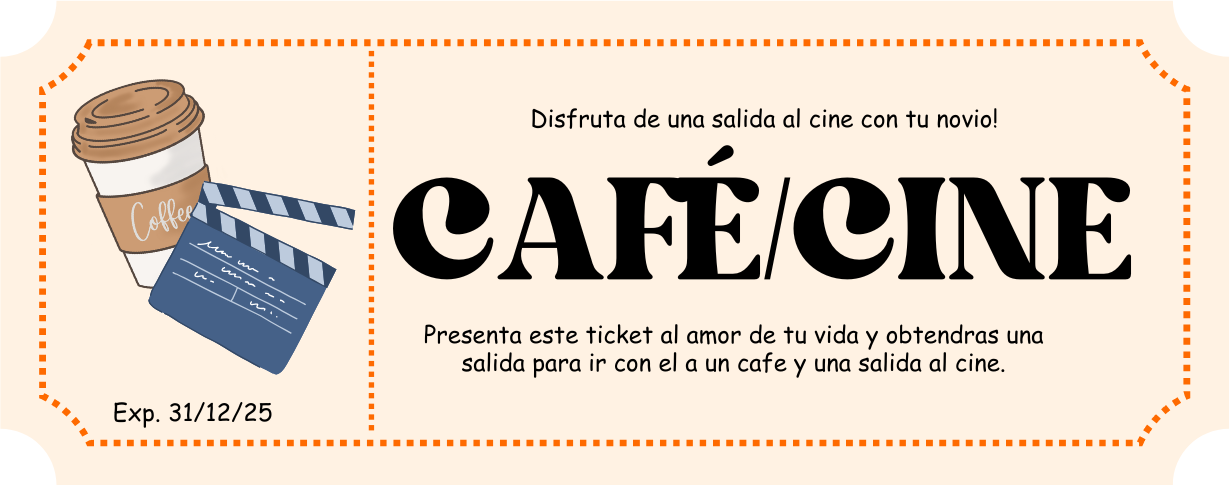 Coffee
Exp. 31/12/25
Disfruta de una salida al cine con tu novio!
CAFÉ/CINE
Presenta este ticket al amor de tu vida y obtendras una
salida para ir con el a un cafe y una salida al cine.